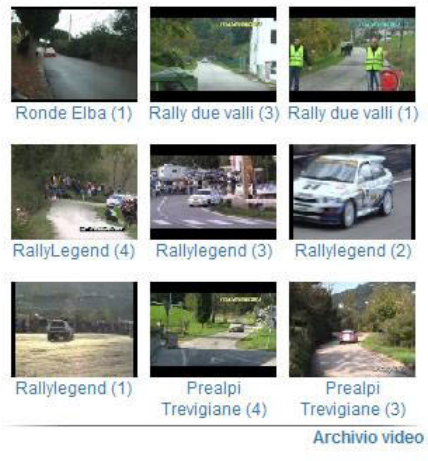 Ronde Elba (1) Rally due valli (3) Rally due valli (1)
RallyLegend (4) Rallylegend (3) Rallylegend (2)
Rallylegend (1) Prealpi Trevigiane (4) Prealpi Trevigiane (3)
Archivio video